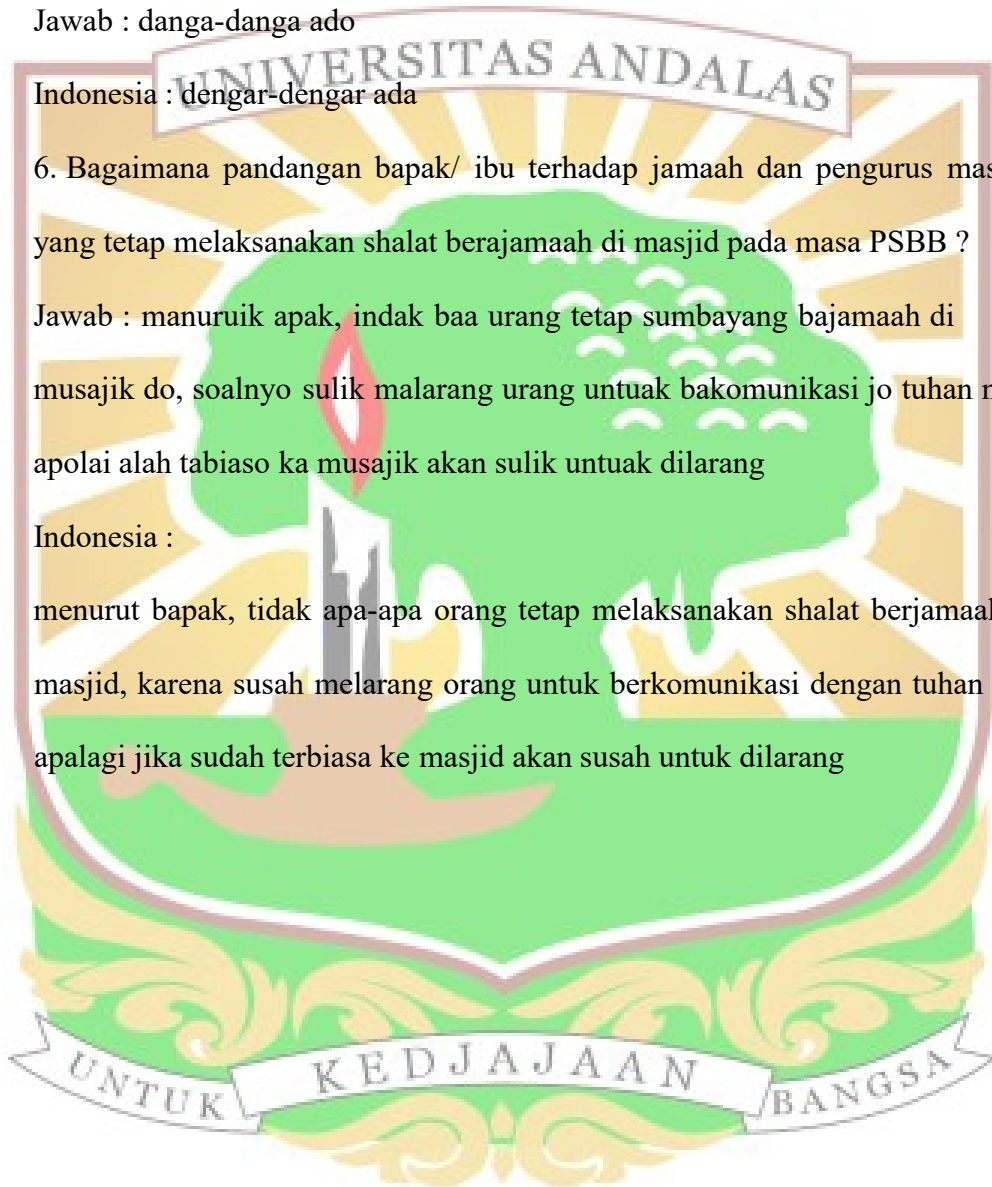 Jawab : danga-danga ado
UNIVERSITAS ANDALAS
Indonesia : dengar-dengar ada
6. Bagaimana pandangan bapak/ ibu terhadap jamaah dan pengurus
yang tetap melaksanakan shalat berajamaah di masjid pada masa PSBB ?
Jawab : manuruik apak, indak baa urang tetap sumbayang bajamaah di
musajik do, soalnyo sulik malarang urang untuak bakomunikasi jo tuhan
apolai alah tabiaso ka musajik akan sulik untuak dilarang
Indonesia :
menurut bapak, tidak apa-apa orang tetap melaksanakan shalat
masjid, karena susah melarang orang untuk berkomunikasi dengan tuhan
apalagi jika sudah terbiasa ke masjid akan susah untuk dilarang
UNTUK KEDJAJAAN BANGSA